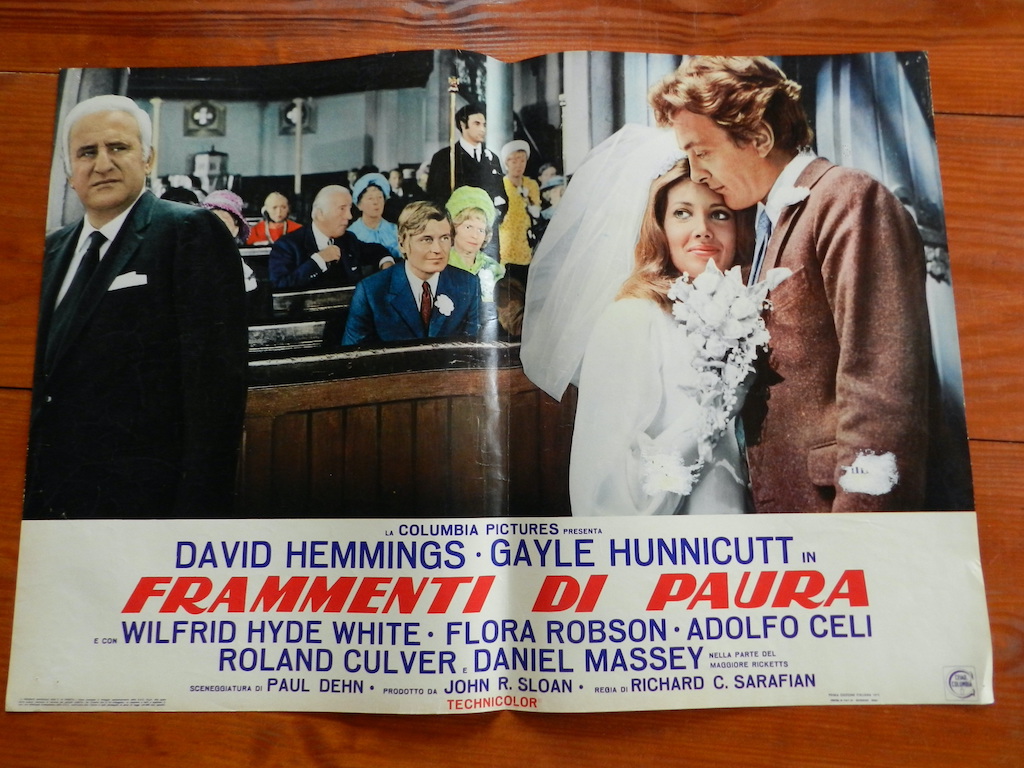 LA COLUMBIA PICTURES PRESENTA
DAVID HEMMINGS · GAYLE HUNNICUTT IN
FRAMMENTI DI PAURA
E CON WILFRID HYDE WHITE · FLORA ROBSON · ADOLFO CELI
ROLAND CULVER E DANIEL MASSEY NELLA PARTE DEL
MAGGIORE RICKETTS
SCENEGGIATURA DI PAUL DEHN · PRODOTTO DA JOHN R. SLOAN · REGIA DI RICHARD C. SARAFIAN
TECHNICOLOR